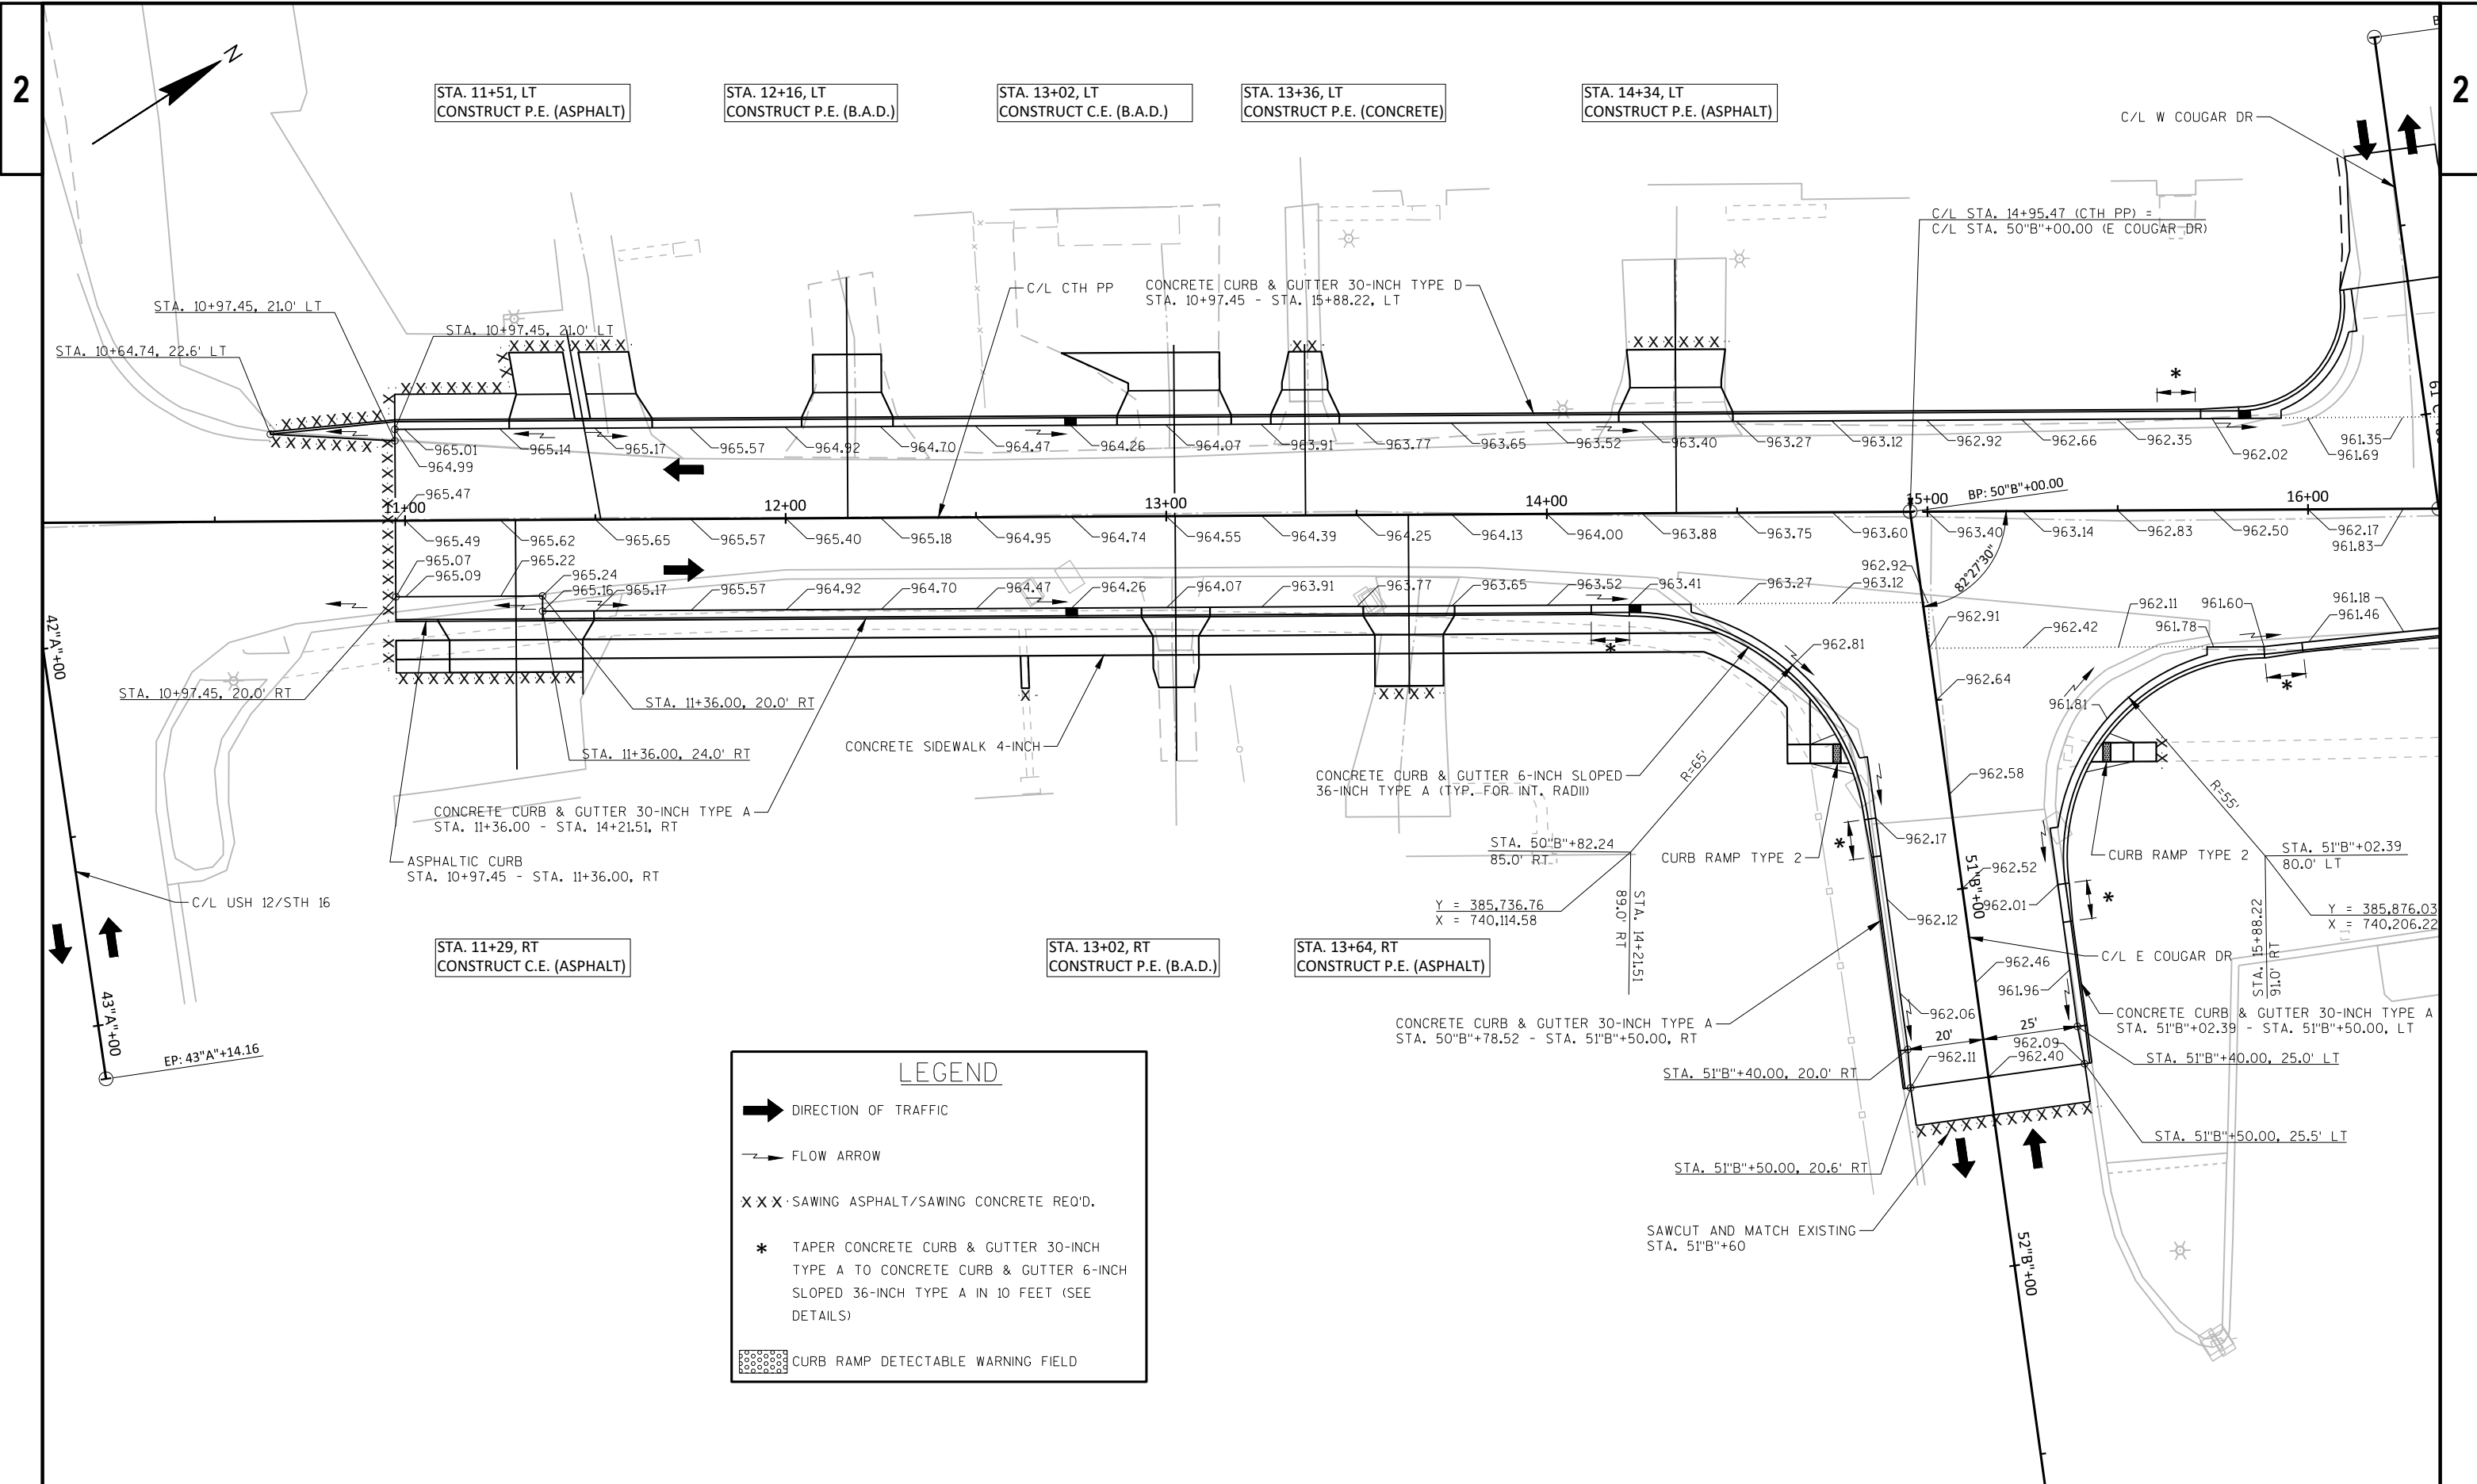 2
2
N
STA. 11+51, LT
CONSTRUCT P.E. (ASPHALT)
STA. 12+16, LT
CONSTRUCT P.E. (B.A.D.)
STA. 13+02, LT
CONSTRUCT C.E. (B.A.D.)
STA. 13+36, LT
CONSTRUCT P.E. (CONCRETE)
STA. 14+34, LT
CONSTRUCT P.E. (ASPHALT)
C/L W COUGAR DR
C/L STA. 14+95.47 (CTH PP) =
C/L STA. 50"B"+00.00 (E COUGAR DR)
C/L CTH PP
CONCRETE CURB & GUTTER 30-INCH TYPE D
STA. 10+97.45 - STA. 15+88.22, LT
STA. 10+97.45, 21.0' LT
STA. 10+97.45, 21.0' LT
STA. 10+64.74, 22.6' LT
*
965.01
965.14
965.17
965.57
964.92
964.70
964.47
964.26
964.07
963.91
963.77
963.65
963.52
963.40
963.27
963.12
962.92
962.66
962.35
962.02
961.69
961.35
964.99
965.47
11+00
12+00
13+00
14+00
15+00
BP: 50"B"+00.00
16+00
965.49
965.62
965.65
965.57
965.40
965.18
964.95
964.74
964.55
964.39
964.25
964.13
964.00
963.88
963.75
963.60
963.40
963.14
962.83
962.50
962.17
961.83
965.07
965.09
965.22
965.24
965.16
965.17
965.57
964.92
964.70
964.47
964.26
964.07
963.91
963.77
963.65
963.52
963.41
963.27
963.12
962.92
82°27'30"
962.91
962.42
962.11
961.78
961.60
961.46
961.18
962.81
962.64
961.81
962.58
*
*
42"A"+00
STA. 10+97.45, 20.0' RT
STA. 11+36.00, 20.0' RT
STA. 11+36.00, 24.0' RT
CONCRETE SIDEWALK 4-INCH
CONCRETE CURB & GUTTER 6-INCH SLOPED
36-INCH TYPE A (TYP. FOR INT. RADII)
R=65'
R=55'
CONCRETE CURB & GUTTER 30-INCH TYPE A
STA. 11+36.00 - STA. 14+21.51, RT
ASPHALTIC CURB
STA. 10+97.45 - STA. 11+36.00, RT
STA. 50"B"+82.24
85.0' RT
CURB RAMP TYPE 2
*
962.17
962.52
51"B"+00
962.01
*
CURB RAMP TYPE 2
STA. 51"B"+02.39
80.0' LT
C/L USH 12/STH 16
Y = 385,736.76
X = 740,114.58
STA. 14+21.51
89.0' RT
962.12
Y = 385,876.03
X = 740,206.22
STA. 15+88.22
91.0' RT
STA. 11+29, RT
CONSTRUCT C.E. (ASPHALT)
STA. 13+02, RT
CONSTRUCT P.E. (B.A.D.)
STA. 13+64, RT
CONSTRUCT P.E. (ASPHALT)
C/L E COUGAR DR
962.46
961.96
962.06
CONCRETE CURB & GUTTER 30-INCH TYPE A
STA. 50"B"+78.52 - STA. 51"B"+50.00, RT
CONCRETE CURB & GUTTER 30-INCH TYPE A
STA. 51"B"+02.39 - STA. 51"B"+50.00, LT
43"A"+00
EP: 43"A"+14.16
20'
25'
962.11
962.09
962.40
STA. 51"B"+40.00, 20.0' RT
STA. 51"B"+40.00, 25.0' LT
STA. 51"B"+50.00, 25.5' LT
STA. 51"B"+50.00, 20.6' RT
SAWCUT AND MATCH EXISTING
STA. 51"B"+60
52"B"+00
LEGEND
DIRECTION OF TRAFFIC
FLOW ARROW
X X X SAWING ASPHALT/SAWING CONCRETE REQ'D.
* TAPER CONCRETE CURB & GUTTER 30-INCH
TYPE A TO CONCRETE CURB & GUTTER 6-INCH
SLOPED 36-INCH TYPE A IN 10 FEET (SEE
DETAILS)
CURB RAMP DETECTABLE WARNING FIELD